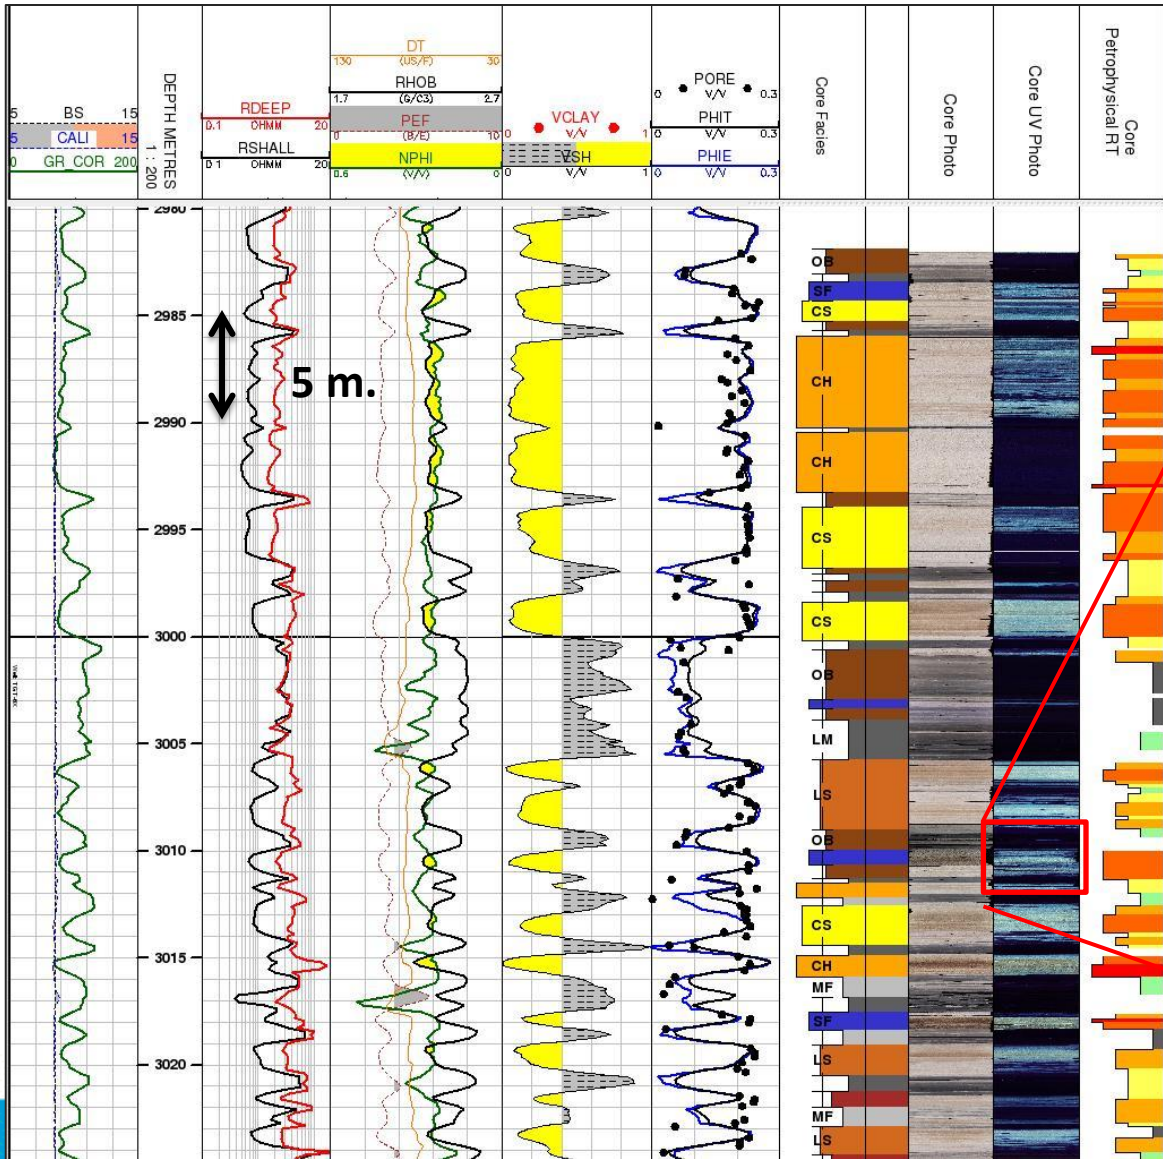 5 BS 15
5 CALI 15
0 GR_COR 200
DEPTH METRES
1 : 200
RDEEP
0.1 OHMM 20
RSHALL
0.1 OHMM 20
DT
130 (US/F) 30
RHOB
1.7 (G/C3) 2.7
PEF
0 (B/E) 10
NPHI
0.6 (V/V) 0
VCLAY
0 V/V 1
VSH
0 V/V 1
PORE
0 V/V 0.3
PHIT
0 V/V 0.3
PHIE
0 V/V 0.3
Core Facies
Core Photo
Core UV Photo
Core
Petrophysical RT
2980
2985
2990
2995
3000
3005
3010
3015
3020
5 m.
OB
SF
CS
CH
CH
CS
CS
OB
LM
LS
OB
CS
CH
MF
SF
LS
MF
LS